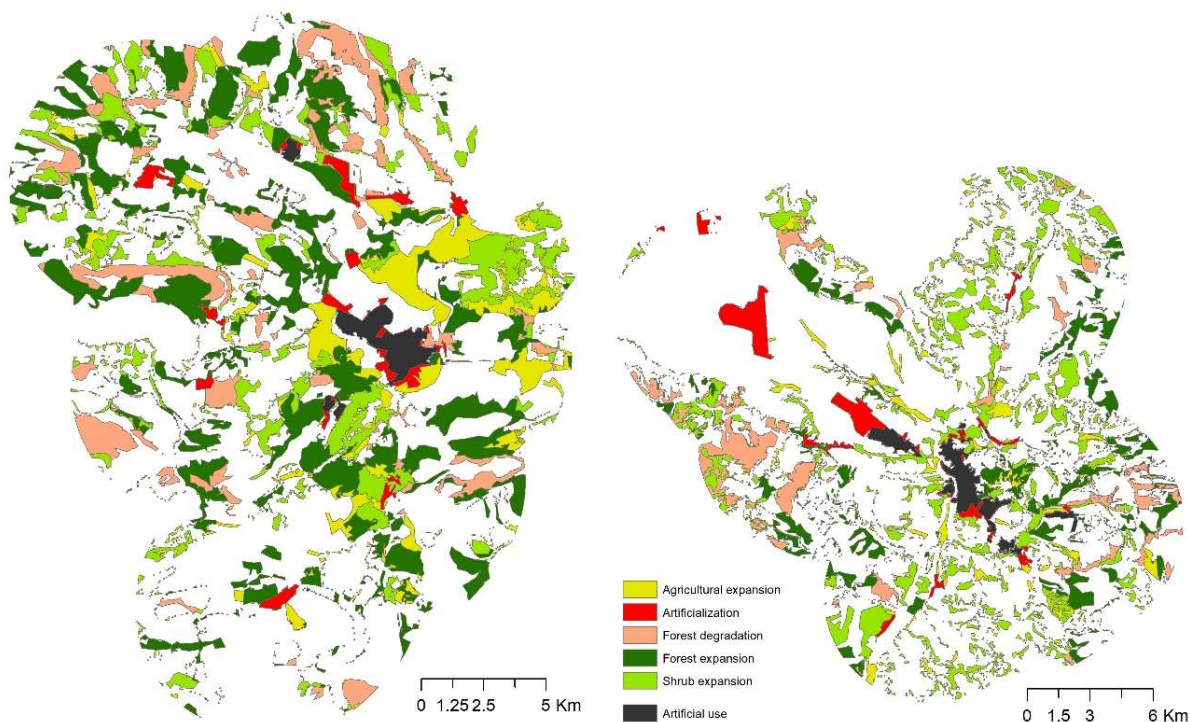 Agricultural expansion
Artificialization
Forest degradation
Forest expansion
Shrub expansion
Artificial use
0 1.25 2.5 5 Km
0 1.5 3 6 Km